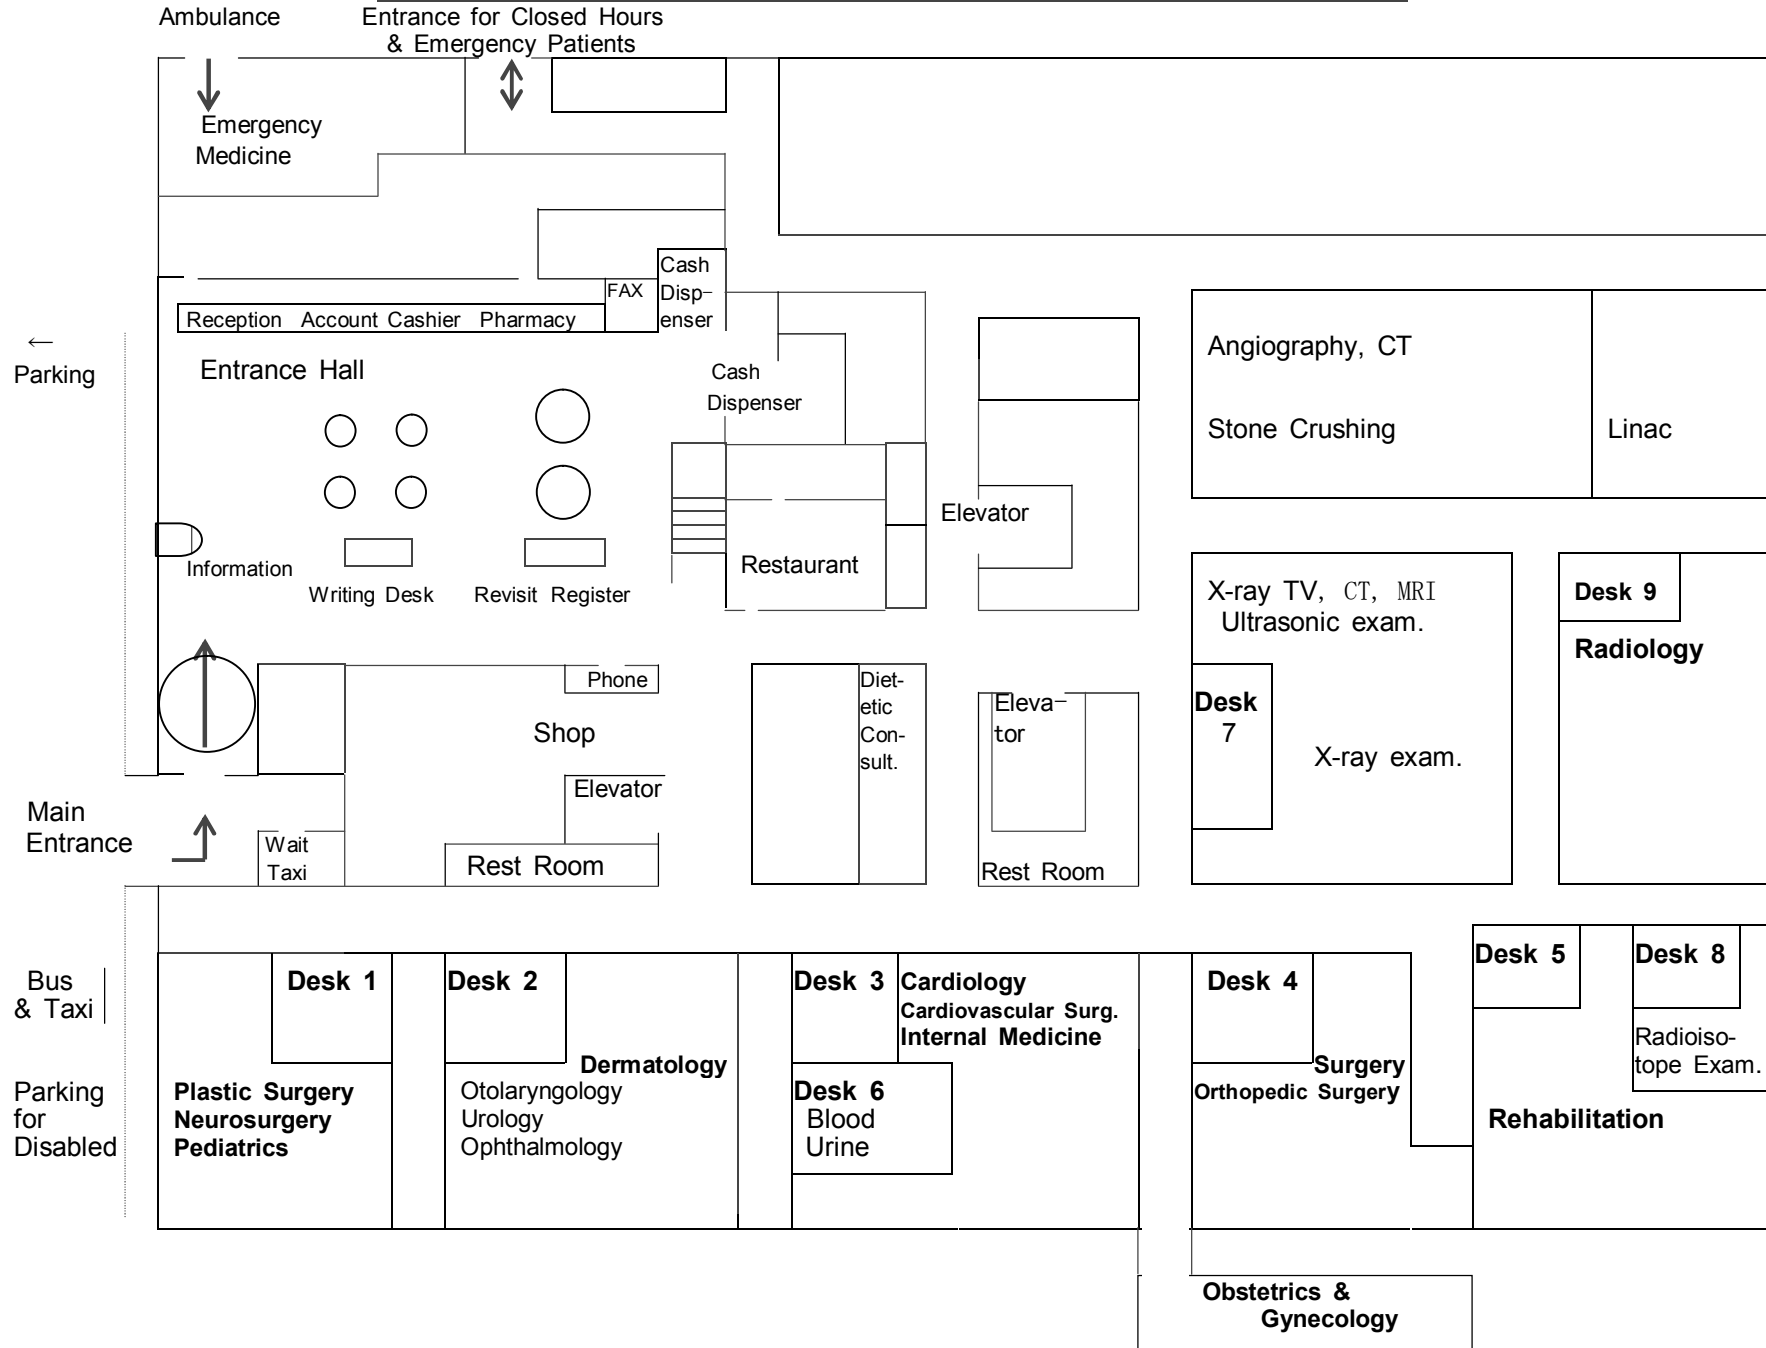 Ambulance
Entrance for Closed Hours
& Emergency Patients
Emergency
Medicine
Cash
Disp-
enser
FAX
Reception Account Cashier Pharmacy
←
Parking
Entrance Hall
Cash
Dispenser
Angiography, CT
Stone Crushing
Linac
Elevator
Information
Writing Desk
Revisit Register
Restaurant
X-ray TV, CT, MRI
Ultrasonic exam.
Desk 9
Radiology
Phone
Shop
Elevator
Diet-
etic
Con-
sult.
Eleva-
tor
Desk
7
X-ray exam.
Main
Entrance
Wait
Taxi
Rest Room
Rest Room
Bus
& Taxi
Parking
for
Disabled
Desk 1
Plastic Surgery
Neurosurgery
Pediatrics
Desk 2
Dermatology
Otolaryngology
Urology
Ophthalmology
Desk 3
Cardiology
Cardiovascular Surg.
Internal Medicine
Desk 6
Blood
Urine
Desk 4
Surgery
Orthopedic Surgery
Desk 5
Desk 8
Radioiso-
tope Exam.
Rehabilitation
Obstetrics &
Gynecology